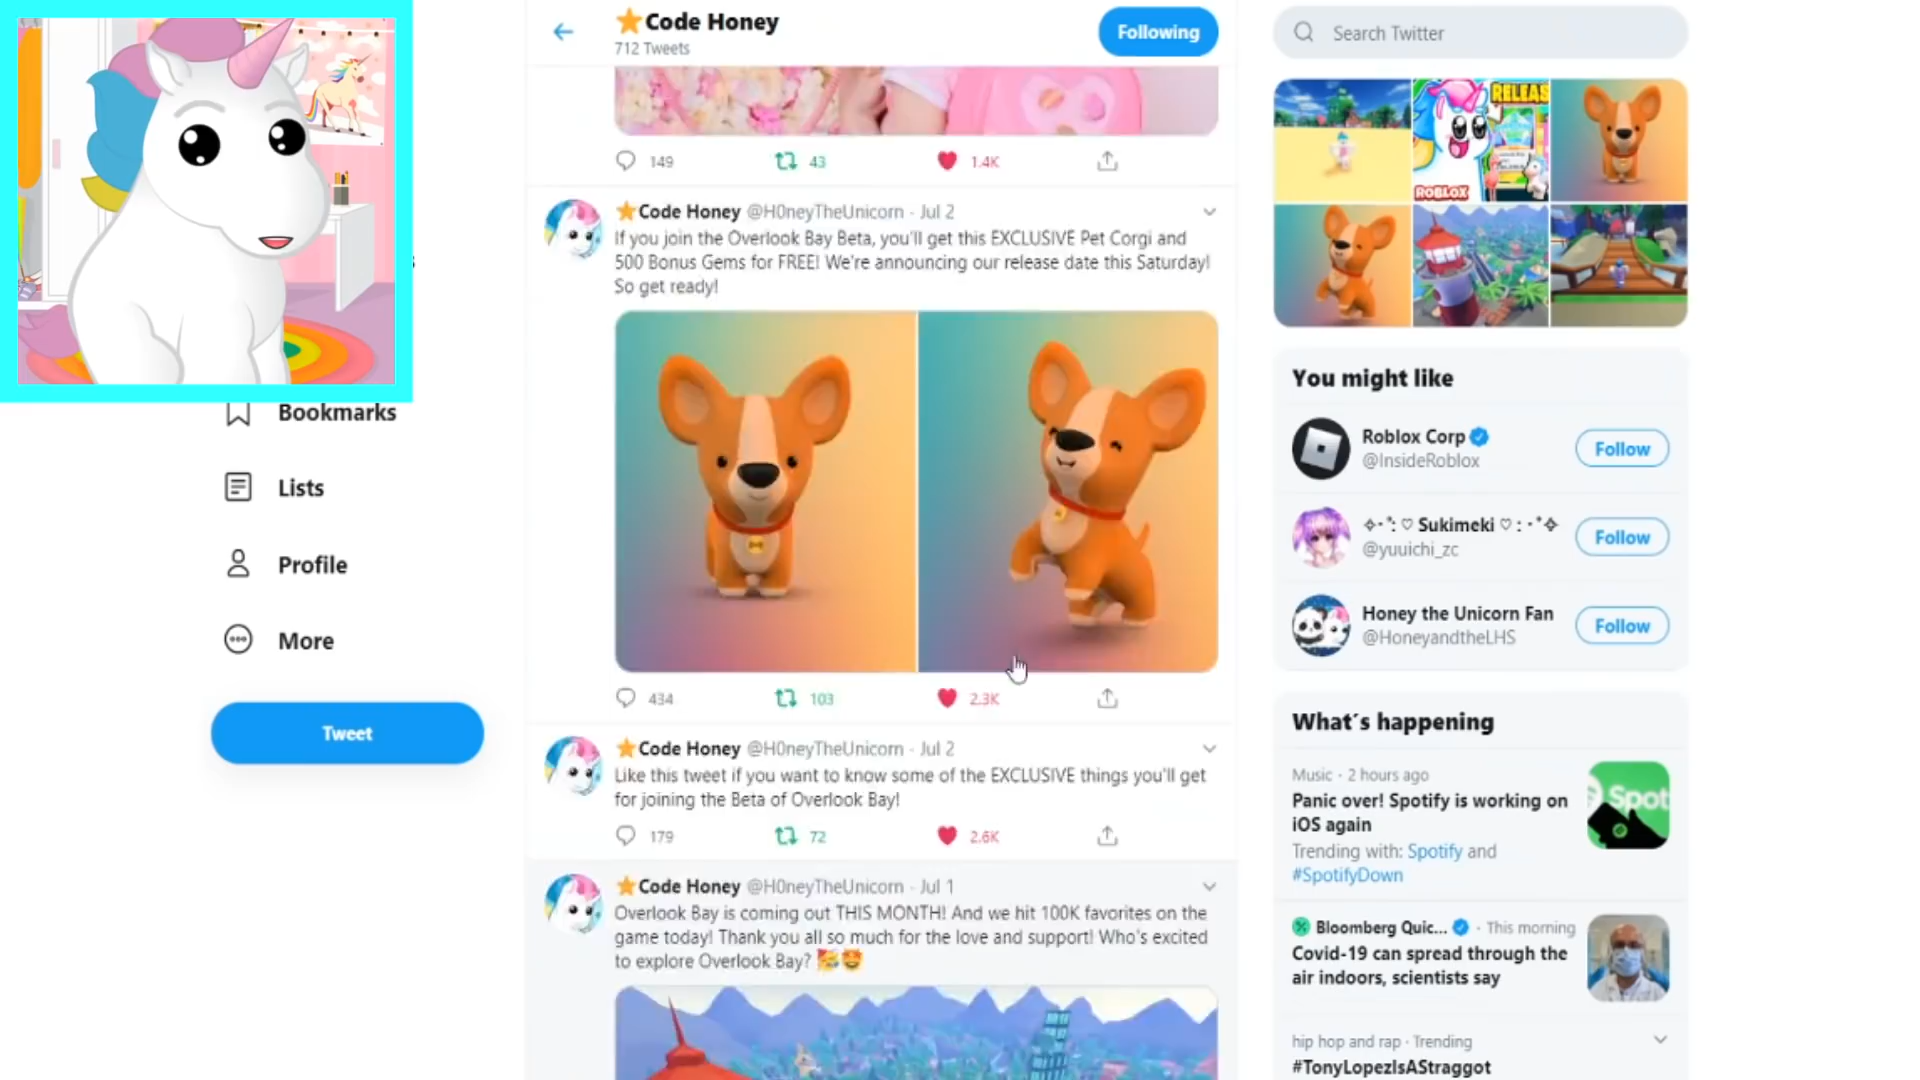 ⭐Code Honey
712 Tweets
Following
149 43 1.4K
⭐Code Honey @H0neyTheUnicorn · Jul 2
If you join the Overlook Bay Beta, you'll get this EXCLUSIVE Pet Corgi and
500 Bonus Gems for FREE! We're announcing our release date this Saturday!
So get ready!
434 103 2.3K
⭐Code Honey @H0neyTheUnicorn · Jul 2
Like this tweet if you want to know some of the EXCLUSIVE things you'll get
for joining the Beta of Overlook Bay!
179 72 2.6K
⭐Code Honey @H0neyTheUnicorn · Jul 1
Overlook Bay is coming out THIS MONTH! And we hit 100K favorites on the
game today! Thank you all so much for the love and support! Who's excited
to explore Overlook Bay? 🥳🤩
Bookmarks
Lists
Profile
More
Tweet
Search Twitter
RELEAS
ROBLOX
You might like
Roblox Corp
@InsideRoblox
Follow
✧･ﾟ: ♡ Sukimeki ♡ : ･ﾟ✧
@yuuichi_zc
Follow
Honey the Unicorn Fan
@HoneyandtheLHS
Follow
What´s happening
Music · 2 hours ago
Panic over! Spotify is working on
iOS again
Trending with: Spotify and
#SpotifyDown
Spot
Bloomberg Quic... · This morning
Covid-19 can spread through the
air indoors, scientists say
hip hop and rap · Trending
#TonyLopezIsAStraggot